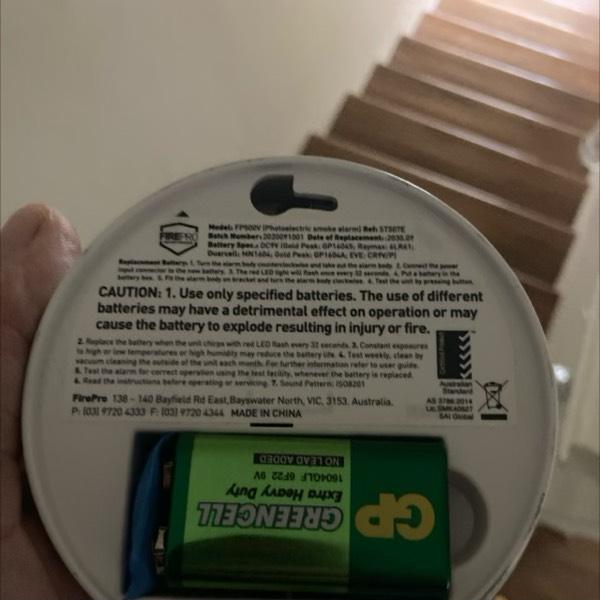 FIREPRO
Model: FP500V (Photoelectric smoke alarm) Ref: ST507E
Batch Number: 2020091001 Date of Replacement: 2030.09
Battery Spec.: DC9V (Gold Peak: GP1604S; Raymax: 6LR61;
Duercell: MN1604; Gold Peak: GP1604A; EVE: CR9V/P)
Replacement Battery: 1. Turn the alarm body counterclockwise and take out the alarm body 2. Connect the power
input connector to the new battery. 3. The red LED light will flash once every 32 seconds. 4. Put a battery in the
battery box. 5. Fix the alarm body on bracket and turn the alarm body clockwise. 6. Test the unit by pressing button.
CAUTION: 1. Use only specified batteries. The use of different
batteries may have a detrimental effect on operation or may
cause the battery to explode resulting in injury or fire.
2. Replace the battery when the unit chirps with red LED flash every 32 seconds. 3. Constant exposures
to high or low temperatures or high humidity may reduce the battery life. 4. Test weekly, clean by
vacuum cleaning the outside of the unit each month. For further information refer to user guide.
5. Test the alarm for correct operation using the test facility, whenever the battery is replaced.
6. Read the instructions before operating or servicing. 7. Sound Pattern: ISO8201
Australian
Standard
AS 3786:2014
Lic.SMK40627
SAI Global
FirePro 138 - 140 Bayfield Rd East,Bayswater North, VIC, 3153. Australia.
P: (03) 9720 4333 F: (03) 9720 4344 MADE IN CHINA
GP
GREENCELL
Extra Heavy Duty
1604GLF 6F22 9V
NO LEAD ADDED